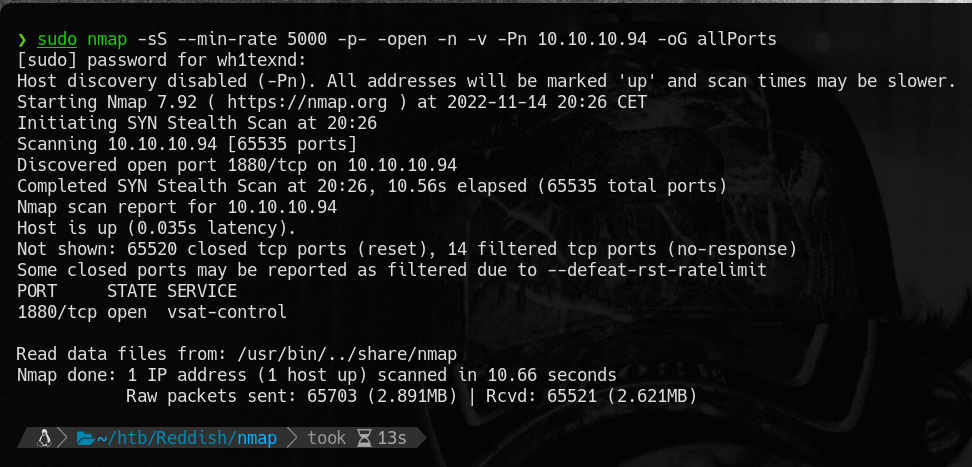 ❯ sudo nmap -sS --min-rate 5000 -p- -open -n -v -Pn 10.10.10.94 -oG allPorts
[sudo] password for wh1texnd:
Host discovery disabled (-Pn). All addresses will be marked 'up' and scan times may be slower.
Starting Nmap 7.92 ( https://nmap.org ) at 2022-11-14 20:26 CET
Initiating SYN Stealth Scan at 20:26
Scanning 10.10.10.94 [65535 ports]
Discovered open port 1880/tcp on 10.10.10.94
Completed SYN Stealth Scan at 20:26, 10.56s elapsed (65535 total ports)
Nmap scan report for 10.10.10.94
Host is up (0.035s latency).
Not shown: 65520 closed tcp ports (reset), 14 filtered tcp ports (no-response)
Some closed ports may be reported as filtered due to --defeat-rst-ratelimit
PORT     STATE SERVICE
1880/tcp open  vsat-control
Read data files from: /usr/bin/../share/nmap
Nmap done: 1 IP address (1 host up) scanned in 10.66 seconds
Raw packets sent: 65703 (2.891MB) | Rcvd: 65521 (2.621MB)
~/htb/Reddish/nmap took 13s